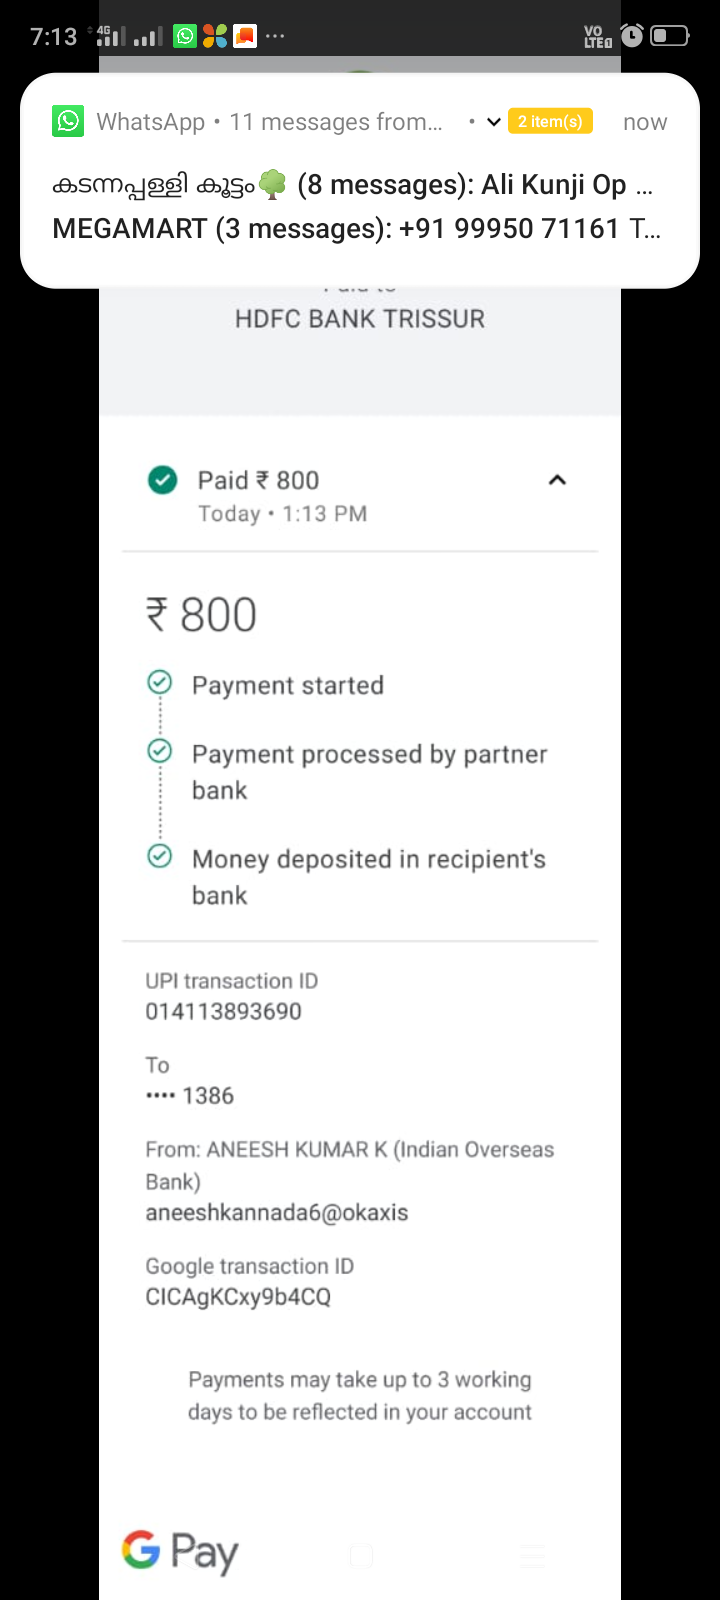 7:13
4G
VO
LTE
WhatsApp • 11 messages from... • 2 item(s) now
കടന്നപ്പള്ളി കൂട്ടം🌳 (8 messages): Ali Kunji Op ...
MEGAMART (3 messages): +91 99950 71161 T...
HDFC BANK TRISSUR
Paid ₹ 800
Today • 1:13 PM
₹ 800
Payment started
Payment processed by partner
bank
Money deposited in recipient's
bank
UPI transaction ID
014113893690
To
•••• 1386
From: ANEESH KUMAR K (Indian Overseas
Bank)
aneeshkannada6@okaxis
Google transaction ID
CICAgKCxy9b4CQ
Payments may take up to 3 working
days to be reflected in your account
G Pay